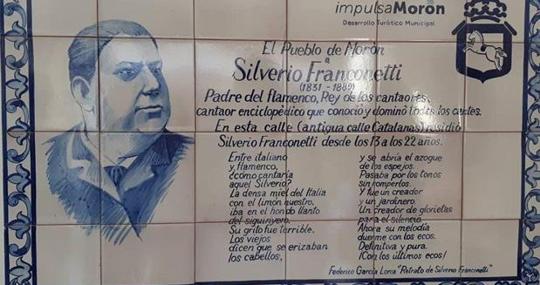 impulsaMorón
Desarrollo Turístico Municipal
El Pueblo de Morón
a
Silverio Franconetti
(1831 - 1889)
Padre del flamenco, Rey de los cantaores,
cantaor enciclopédico que conoció y dominó todos los cantes.
En esta calle (antigua calle Catalanas) residió
Silverio Franconetti desde los 13 a los 22 años.
Entre italiano
y flamenco,
¿cómo cantaría
aquel Silverio?
La densa miel del Italia
con el limón nuestro,
iba en el hondo llanto
del siguiriyero.
Su grito fue terrible.
Los viejos
dicen que se erizaban
los cabellos,
y se abría el azogue
de los espejos.
Pasaba por los tonos
sin romperlos.
Y fue un creador
y un jardinero.
Un creador de glorietas
para el silencio.
Ahora su melodía
duerme con los ecos.
Definitiva y pura.
¡Con los últimos ecos!
Federico García Lorca "Retrato de Silverio Franconetti"